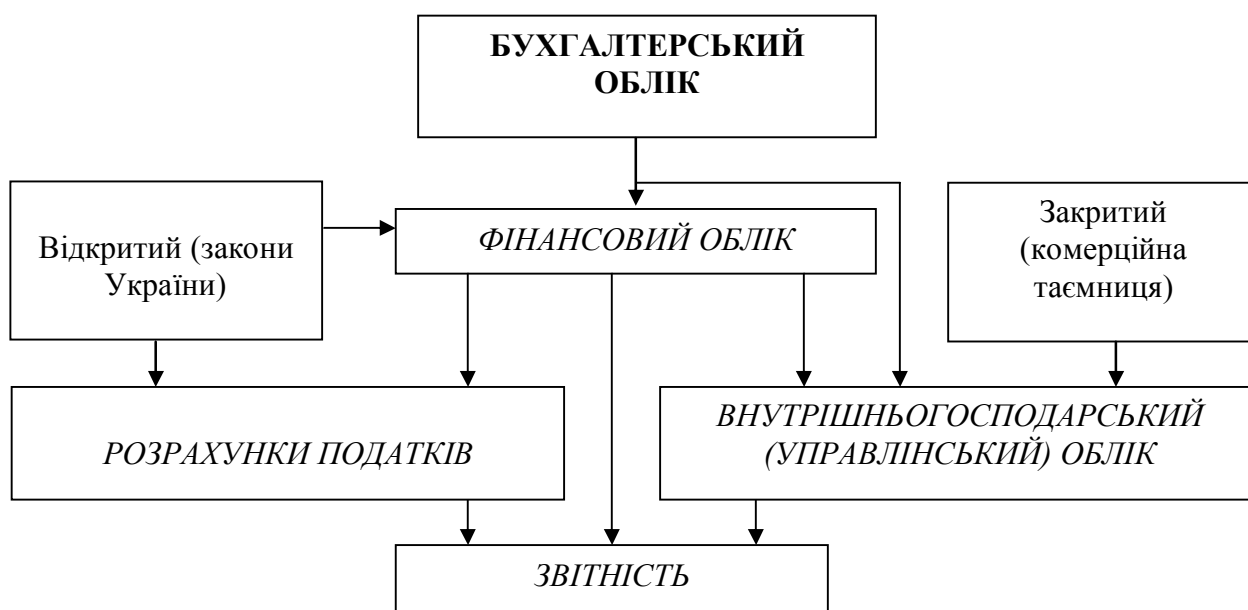 БУХГАЛТЕРСЬКИЙ
ОБЛІК
Відкритий (закони
України)
ФІНАНСОВИЙ ОБЛІК
Закритий
(комерційна
таємниця)
РОЗРАХУНКИ ПОДАТКІВ
ВНУТРІШНЬОГОСПОДАРСЬКИЙ
(УПРАВЛІНСЬКИЙ) ОБЛІК
ЗВІТНІСТЬ